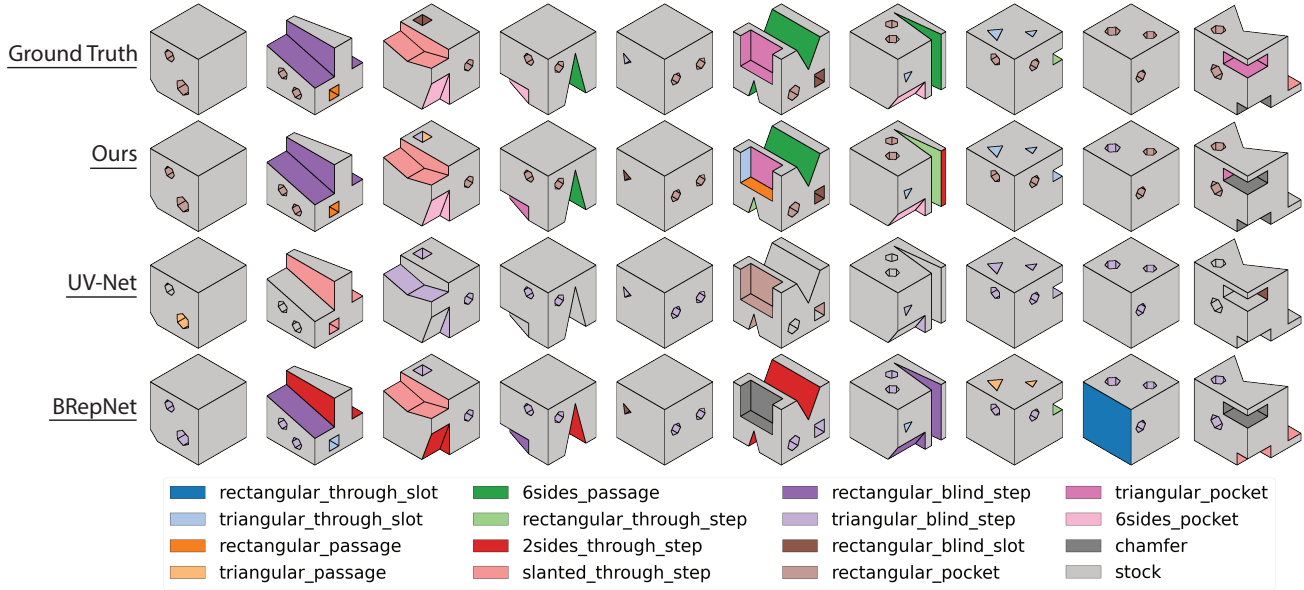 Ground Truth
Ours
UV-Net
BRepNet
rectangular_through_slot
triangular_through_slot
rectangular_passage
triangular_passage
6sides_passage
rectangular_through_step
2sides_through_step
slanted_through_step
rectangular_blind_step
triangular_blind_step
rectangular_blind_slot
rectangular_pocket
triangular_pocket
6sides_pocket
chamfer
stock